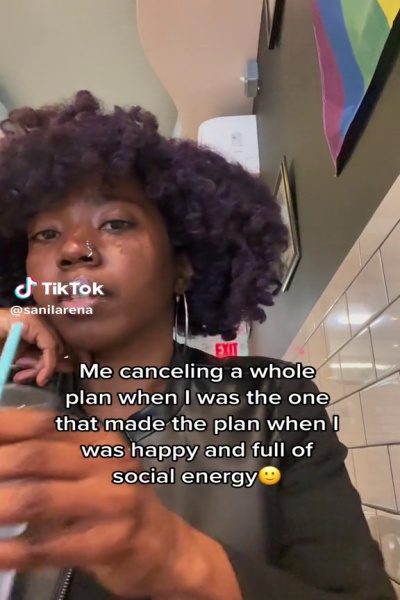 EXIT
TikTok
@sanilarena
Me canceling a whole
plan when I was the one
that made the plan when I
was happy and full of
social energy🙂